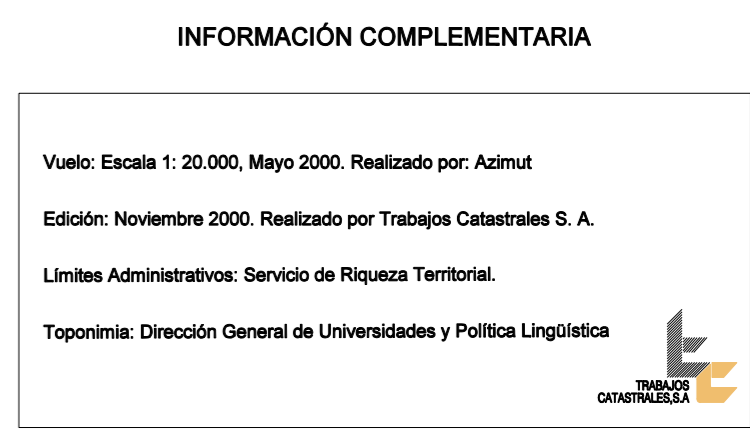 INFORMACIÓN COMPLEMENTARIA
Vuelo: Escala 1: 20.000, Mayo 2000. Realizado por: Azimut
Edición: Noviembre 2000. Realizado por Trabajos Catastrales S. A.
Límites Administrativos: Servicio de Riqueza Territorial.
Toponimia: Dirección General de Universidades y Política Lingüística
TRABAJOS
CATASTRALES,S.A